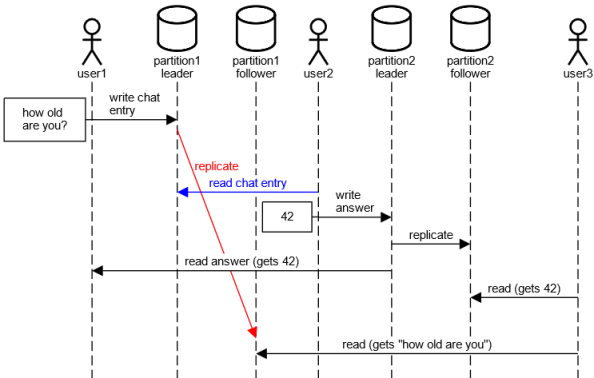 user1
partition1
leader
partition1
follower
user2
partition2
leader
partition2
follower
user3
how old
are you?
write chat
entry
replicate
read chat entry
42
write
answer
replicate
read answer (gets 42)
read (gets 42)
read (gets "how old are you")